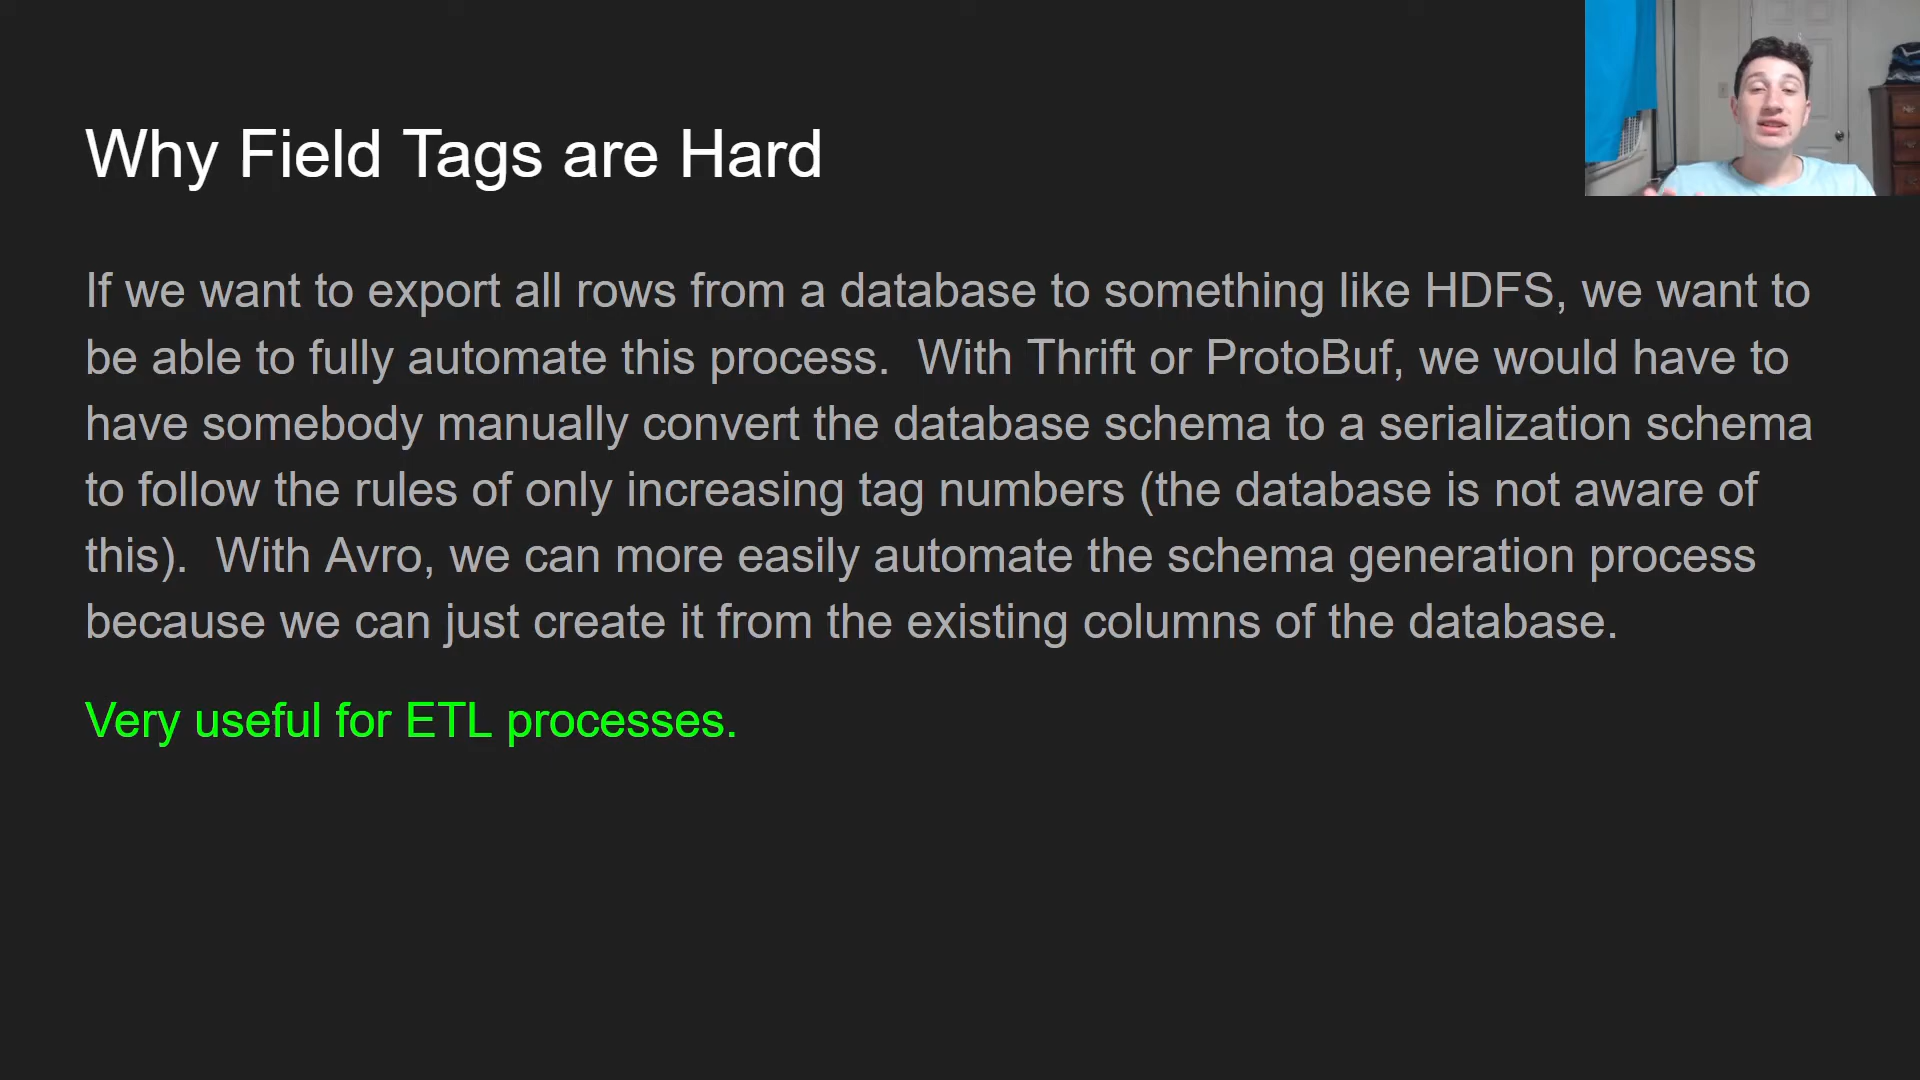 Why Field Tags are Hard
If we want to export all rows from a database to something like HDFS, we want to
be able to fully automate this process.  With Thrift or ProtoBuf, we would have to
have somebody manually convert the database schema to a serialization schema
to follow the rules of only increasing tag numbers (the database is not aware of
this).  With Avro, we can more easily automate the schema generation process
because we can just create it from the existing columns of the database.
Very useful for ETL processes.